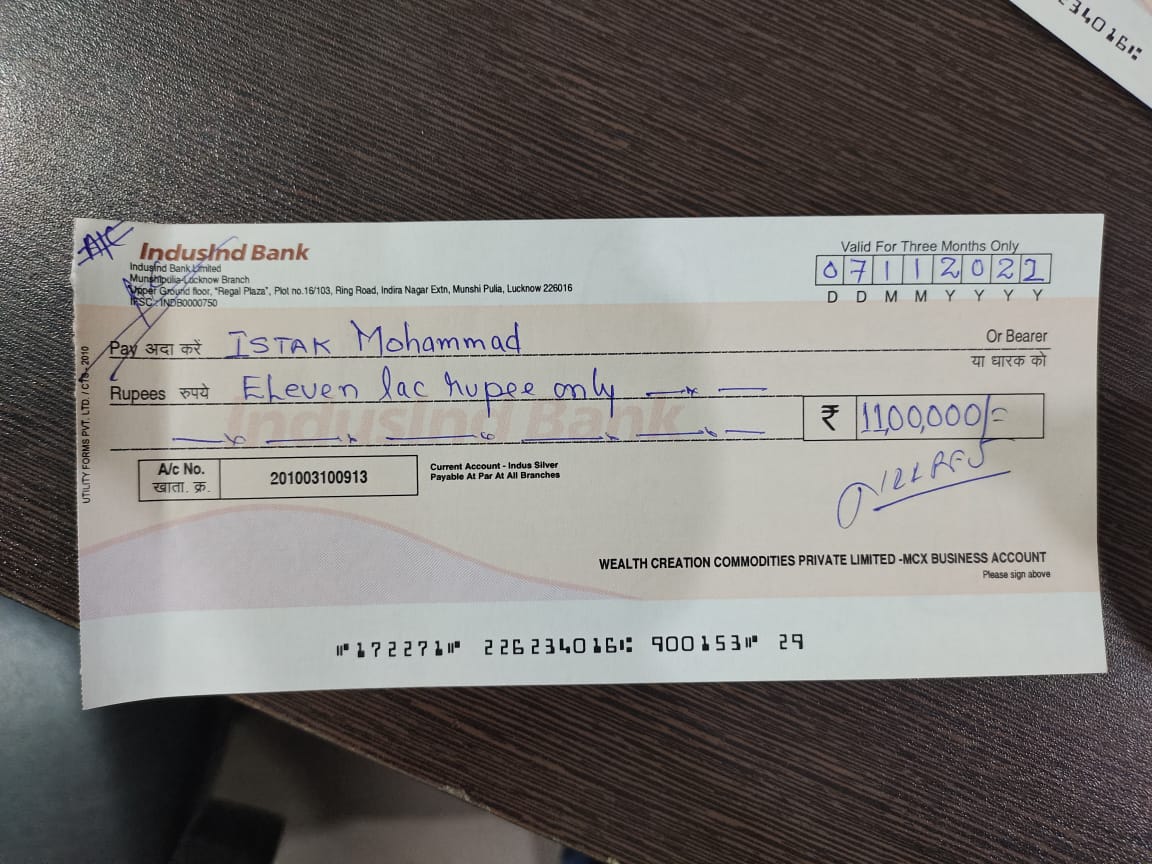 234016⑆
A/C
IndusInd Bank
IndusInd Bank Limited
Munshipulia-Lucknow Branch
Upper Ground floor, "Regal Plaza", Plot no.16/103, Ring Road, Indira Nagar Extn, Munshi Pulia, Lucknow 226016
IFSC : INDB0000750
Valid For Three Months Only
0 7 1 1 2 0 2 2
D D M M Y Y Y Y
Pay अदा करें ISTAK Mohammad Or Bearer
या धारक को
Rupees रुपये Eleven lac rupee only
IndusInd Bank
₹ 11,00,000/=
A/c No.
खाता. क्र.
201003100913
Current Account - Indus Silver
Payable At Par At All Branches
WEALTH CREATION COMMODITIES PRIVATE LIMITED -MCX BUSINESS ACCOUNT
Please sign above
UTILITY FORMS PVT. LTD. / CTS - 2010
⑈172271⑈ 226234016⑆ 900153⑈ 29